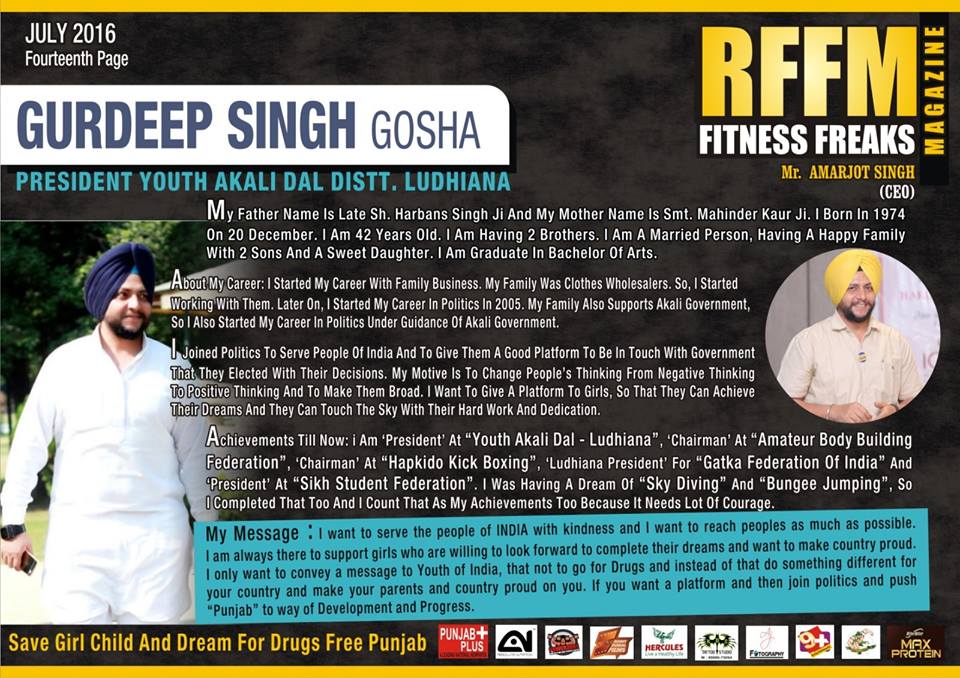 JULY 2016
Fourteenth Page
RFFM
FITNESS FREAKS
MAGAZINE
Mr. AMARJOT SINGH
(CEO)
GURDEEP SINGH GOSHA
PRESIDENT YOUTH AKALI DAL DISTT. LUDHIANA
My Father Name Is Late Sh. Harbans Singh Ji And My Mother Name Is Smt. Mahinder Kaur Ji. I Born In 1974
On 20 December. I Am 42 Years Old. I Am Having 2 Brothers. I Am A Married Person, Having A Happy Family
With 2 Sons And A Sweet Daughter. I Am Graduate In Bachelor Of Arts.
About My Career: I Started My Career With Family Business. My Family Was Clothes Wholesalers. So, I Started
Working With Them. Later On, I Started My Career In Politics In 2005. My Family Also Supports Akali Government,
So I Also Started My Career In Politics Under Guidance Of Akali Government.
I Joined Politics To Serve People Of India And To Give Them A Good Platform To Be In Touch With Government
That They Elected With Their Decisions. My Motive Is To Change People's Thinking From Negative Thinking
To Positive Thinking And To Make Them Broad. I Want To Give A Platform To Girls, So That They Can Achieve
Their Dreams And They Can Touch The Sky With Their Hard Work And Dedication.
Achievements Till Now: i Am 'President' At "Youth Akali Dal - Ludhiana", 'Chairman' At "Amateur Body Building
Federation", 'Chairman' At "Hapkido Kick Boxing", 'Ludhiana President' For "Gatka Federation Of India" And
'President' At "Sikh Student Federation". I Was Having A Dream Of "Sky Diving" And "Bungee Jumping", So
I Completed That Too And I Count That As My Achievements Too Because It Needs Lot Of Courage.
My Message : I want to serve the people of INDIA with kindness and I want to reach peoples as much as possible.
I am always there to support girls who are willing to look forward to complete their dreams and want to make country proud.
I only want to convey a message to Youth of India, that not to go for Drugs and instead of that do something different for
your country and make your parents and country proud on you. If you want a platform and then join politics and push
"Punjab" to way of Development and Progress.
Save Girl Child And Dream For Drugs Free Punjab
PUNJAB+
PLUS
HERCULES
Live a Healthy Life
TATTOO STUDIO
FOTOGRAPHY
9+
MAX
PROTEIN